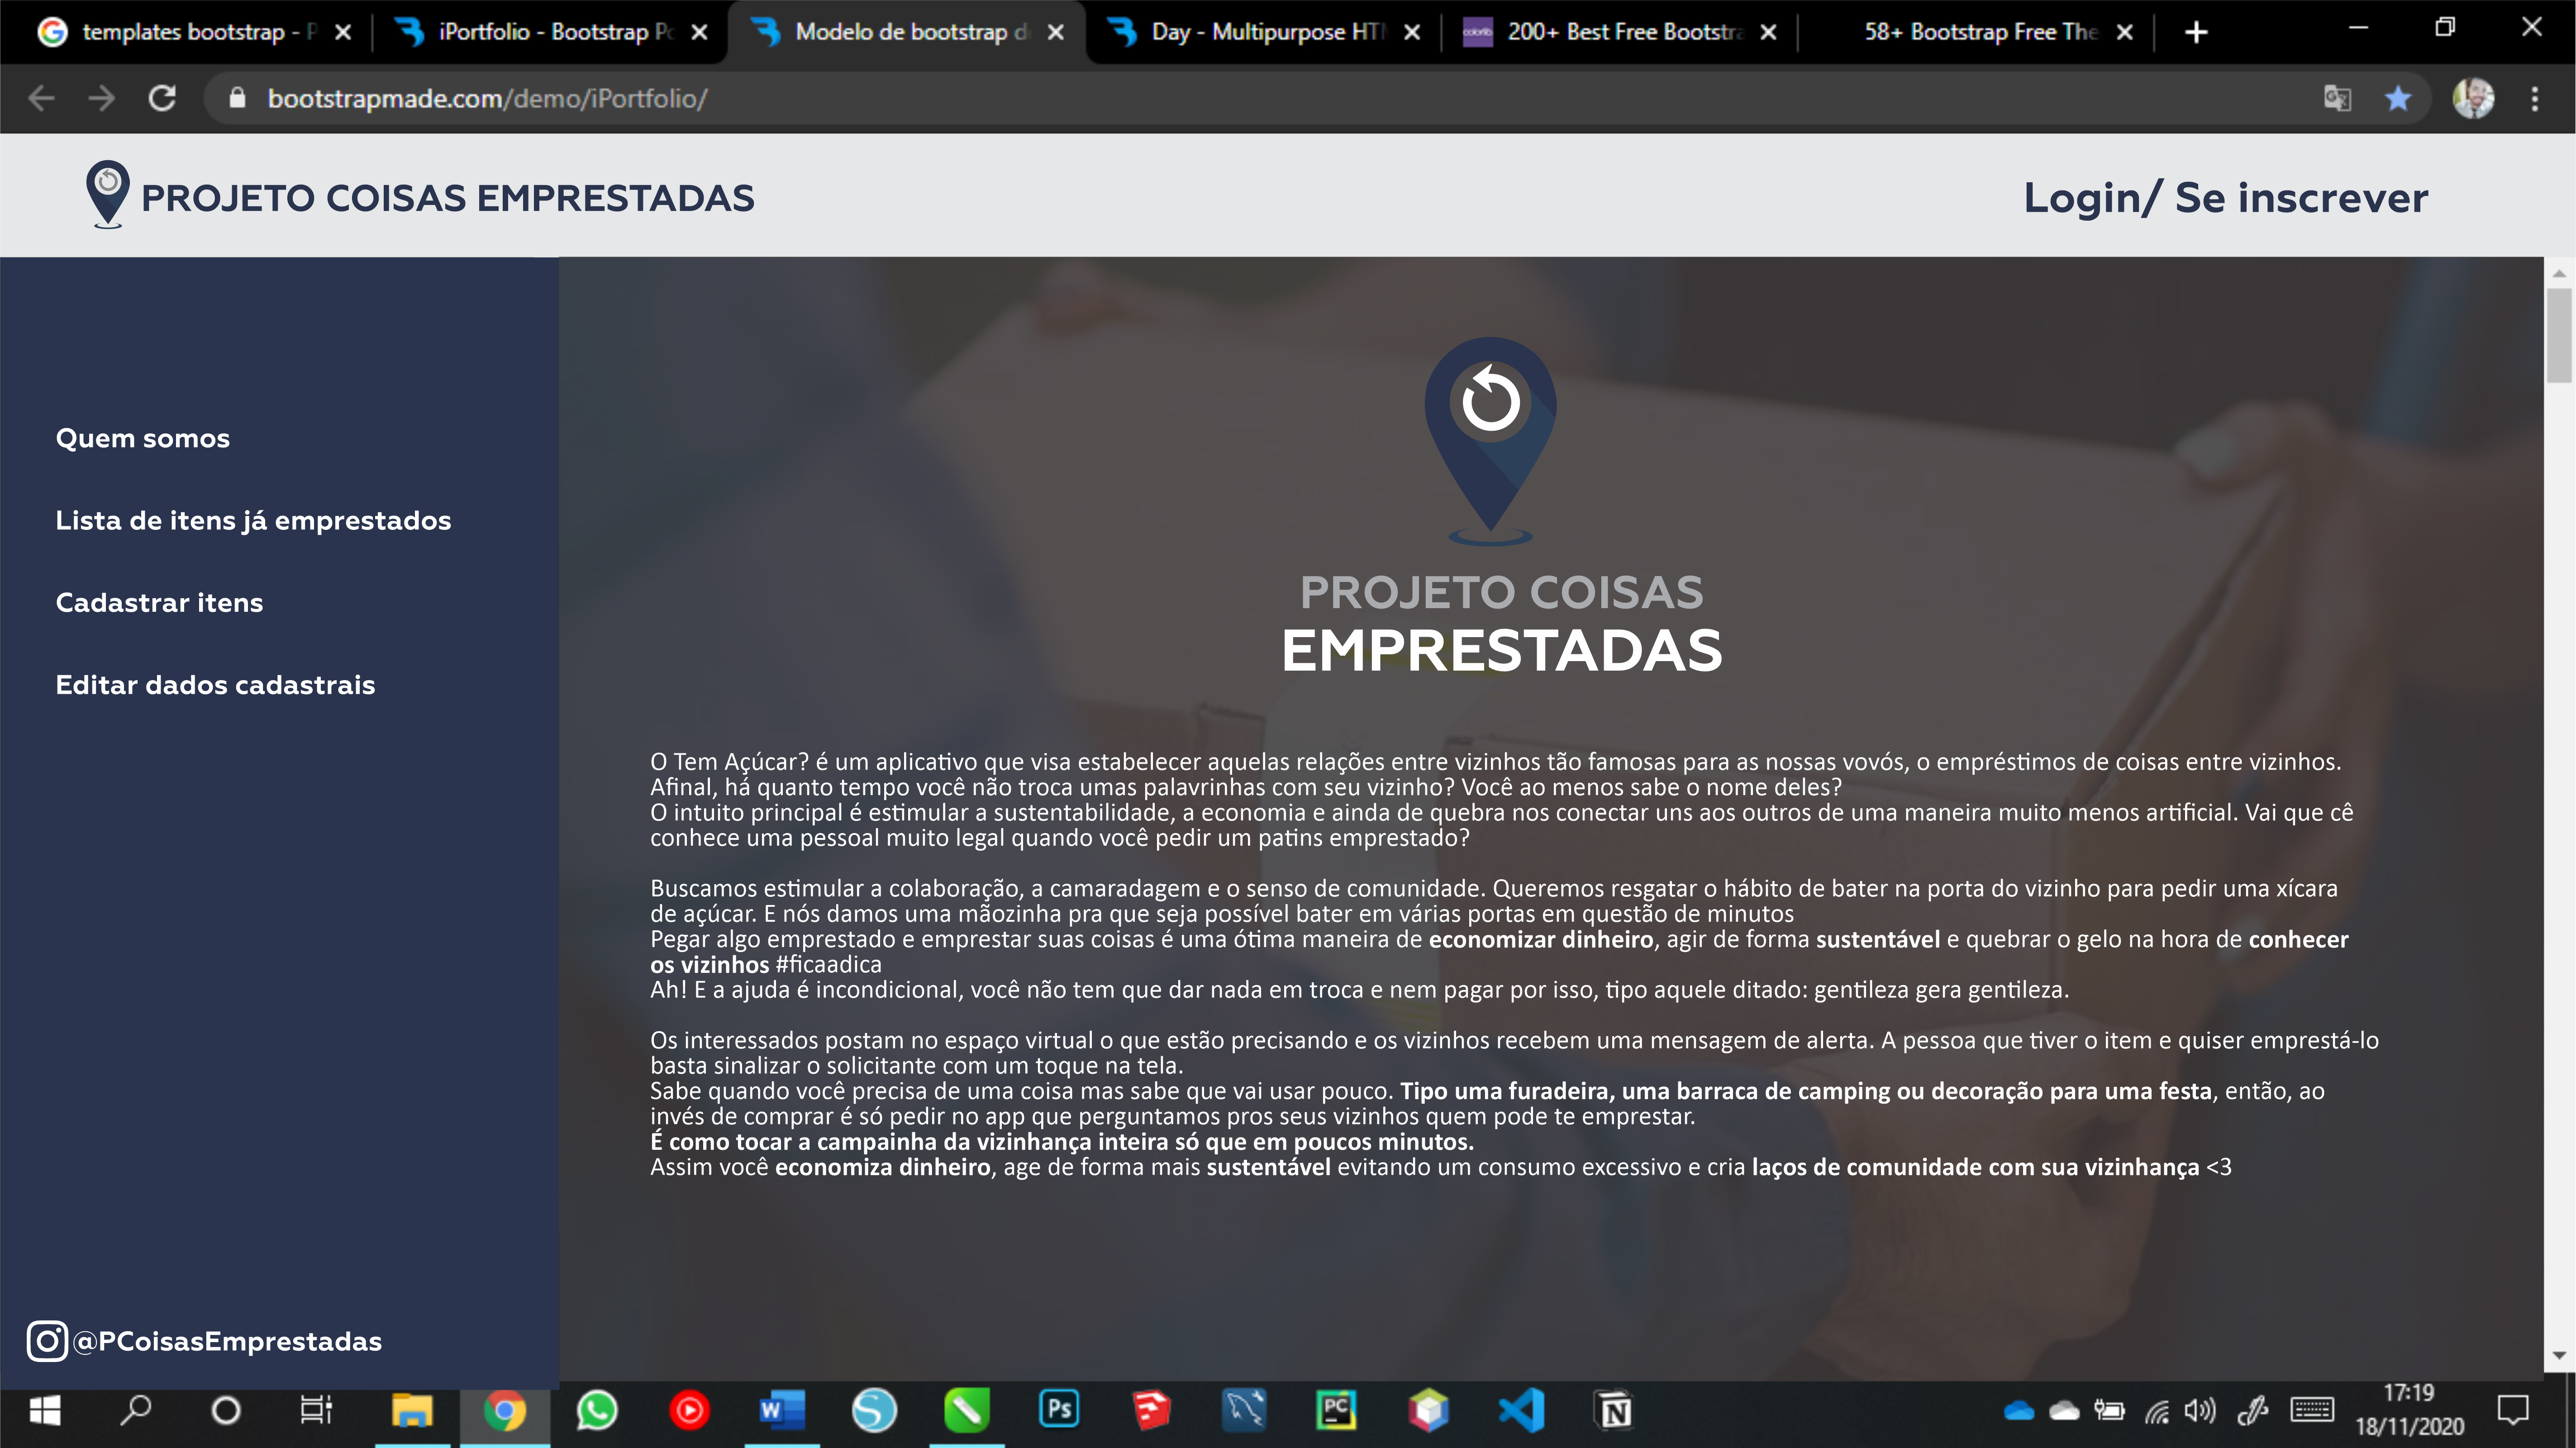 templates bootstrap - P
iPortfolio - Bootstrap Po
Modelo de bootstrap d
Day - Multipurpose HTM
colorlib
200+ Best Free Bootstra
58+ Bootstrap Free The
bootstrapmade.com/demo/iPortfolio/
PROJETO COISAS EMPRESTADAS
Login/ Se inscrever
Quem somos
Lista de itens já emprestados
Cadastrar itens
Editar dados cadastrais
@PCoisasEmprestadas
PROJETO COISAS
EMPRESTADAS
O Tem Açúcar? é um aplicativo que visa estabelecer aquelas relações entre vizinhos tão famosas para as nossas vovós, o empréstimos de coisas entre vizinhos.
Afinal, há quanto tempo você não troca umas palavrinhas com seu vizinho? Você ao menos sabe o nome deles?
O intuito principal é estimular a sustentabilidade, a economia e ainda de quebra nos conectar uns aos outros de uma maneira muito menos artificial. Vai que cê
conhece uma pessoal muito legal quando você pedir um patins emprestado?
Buscamos estimular a colaboração, a camaradagem e o senso de comunidade. Queremos resgatar o hábito de bater na porta do vizinho para pedir uma xícara
de açúcar. E nós damos uma mãozinha pra que seja possível bater em várias portas em questão de minutos
Pegar algo emprestado e emprestar suas coisas é uma ótima maneira de economizar dinheiro, agir de forma sustentável e quebrar o gelo na hora de conhecer
os vizinhos #ficaadica
Ah! E a ajuda é incondicional, você não tem que dar nada em troca e nem pagar por isso, tipo aquele ditado: gentileza gera gentileza.
Os interessados postam no espaço virtual o que estão precisando e os vizinhos recebem uma mensagem de alerta. A pessoa que tiver o item e quiser emprestá-lo
basta sinalizar o solicitante com um toque na tela.
Sabe quando você precisa de uma coisa mas sabe que vai usar pouco. Tipo uma furadeira, uma barraca de camping ou decoração para uma festa, então, ao
invés de comprar é só pedir no app que perguntamos pros seus vizinhos quem pode te emprestar.
É como tocar a campainha da vizinhança inteira só que em poucos minutos.
Assim você economiza dinheiro, age de forma mais sustentável evitando um consumo excessivo e cria laços de comunidade com sua vizinhança <3
W
S
Ps
PC
N
17:19
18/11/2020